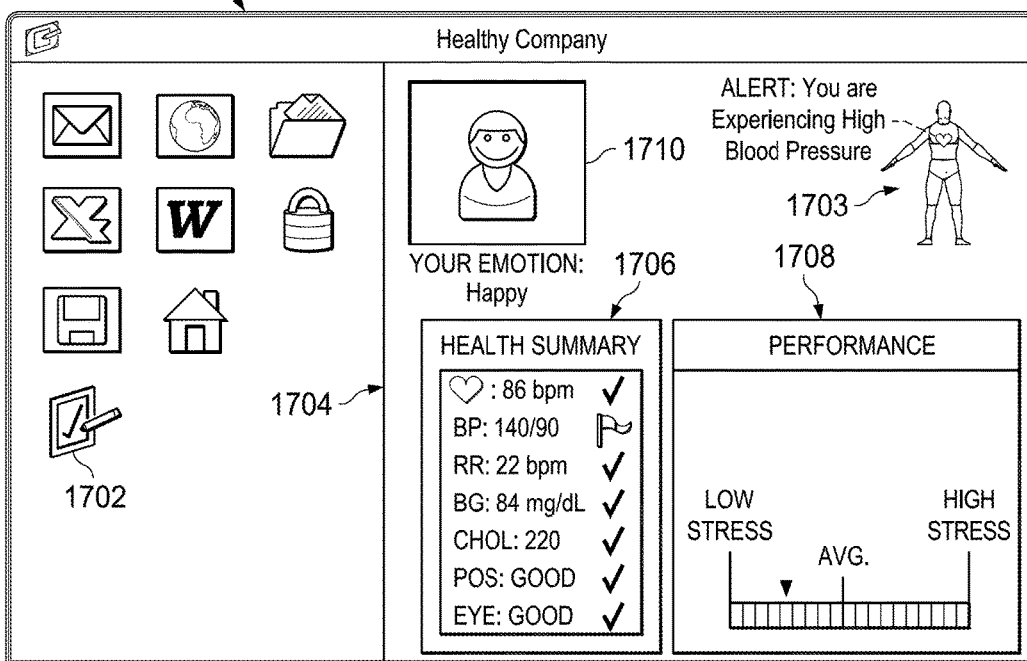 Healthy Company
ALERT: You are
Experiencing High
Blood Pressure
1710
1703
YOUR EMOTION:
Happy
1706
1708
W
1702
1704
HEALTH SUMMARY
: 86 bpm
BP: 140/90
RR: 22 bpm
BG: 84 mg/dL
CHOL: 220
POS: GOOD
EYE: GOOD
PERFORMANCE
LOW
STRESS
HIGH
STRESS
AVG.